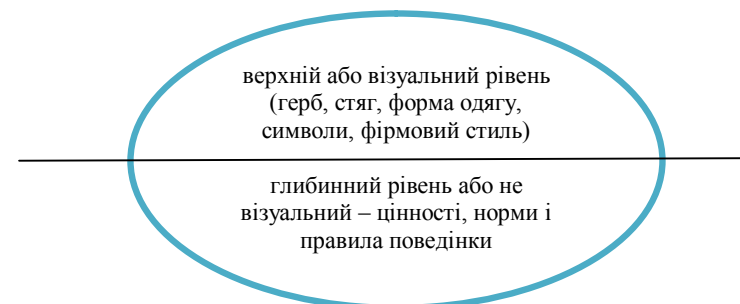 верхній або візуальний рівень
(герб, стяг, форма одягу,
символи, фірмовий стиль)
глибинний рівень або не
візуальний – цінності, норми і
правила поведінки